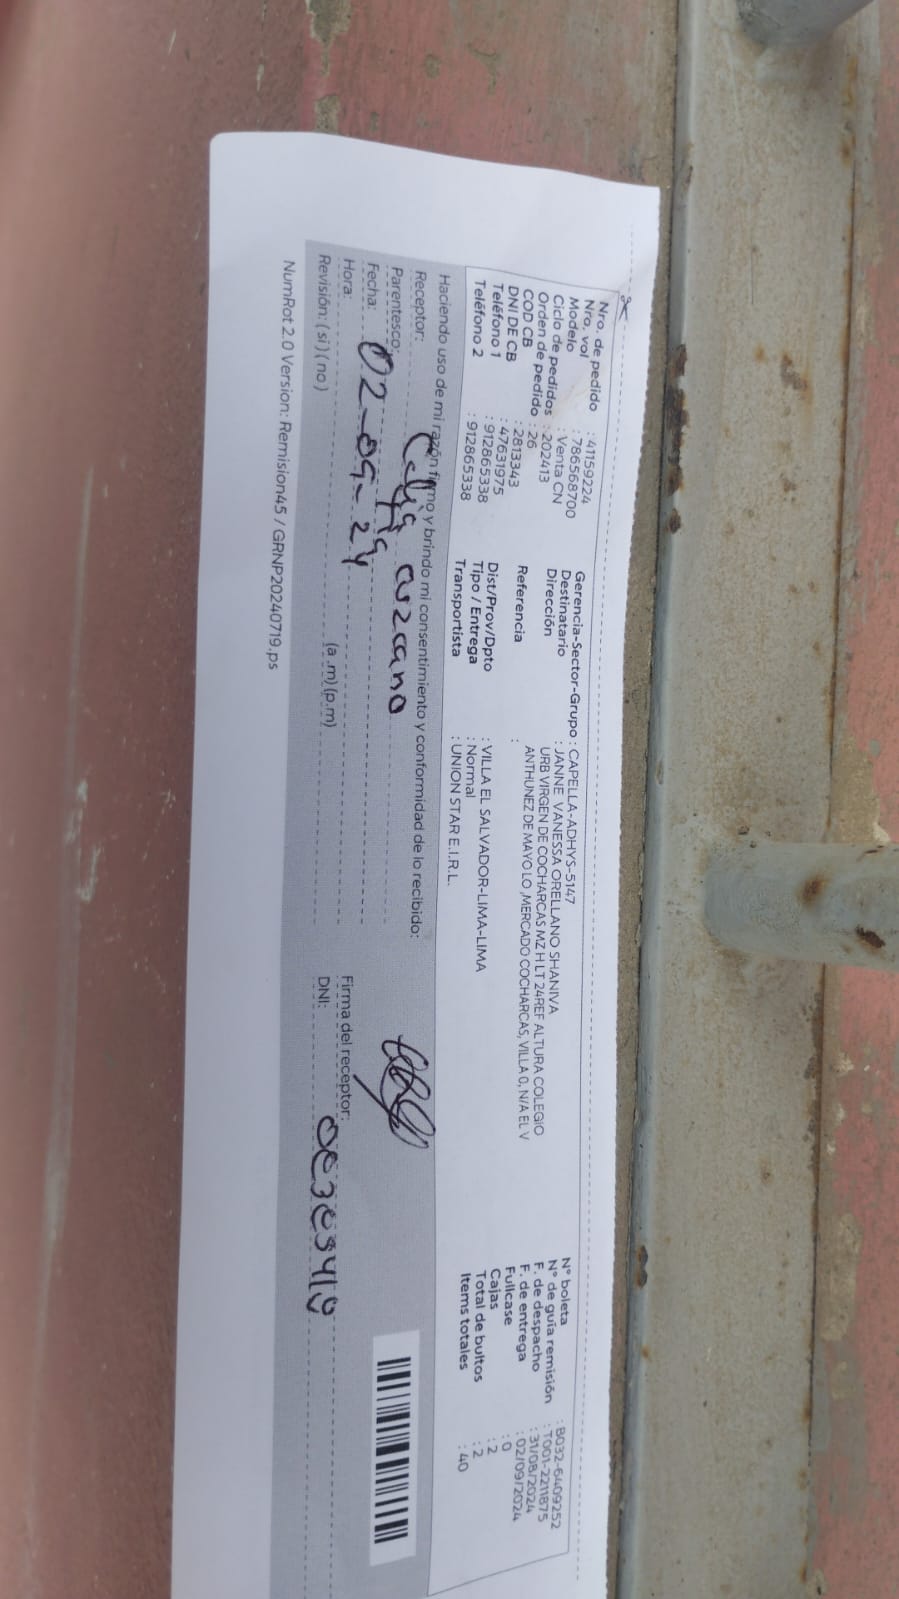 Nro. de pedido : 41159224
Nro. vol : 786568700
Modelo : Venta CN
Ciclo de pedidos : 202413
Orden de pedido : 26
COD CB : 2813343
DNI DE CB : 47631975
Teléfono 1 : 912865338
Teléfono 2 : 912865338
Gerencia-Sector-Grupo : CAPELLA-ADHYS-5147
Destinatario : JANNE VANESSA ORELLANO SHANIVA
Dirección URB VIRGEN DE COCHARCAS MZ H LT 24REF ALTURA COLEGIO
ANTHUNEZ DE MAYO LO ,MERCADO COCHARCAS, VILLA 0, N/A EL V
Referencia :
Dist/Prov/Dpto : VILLA EL SALVADOR-LIMA-LIMA
Tipo / Entrega : Normal
Transportista : UNION STAR E.I.R.L.
N° boleta : B032-6409252
N° de guía remisión : T001-2211875
F. de despacho : 31/08/2024
F. de entrega : 02/09/2024
Fullcase : 0
Cajas : 2
Total de bultos : 2
Items totales : 40
Haciendo uso de mi razón firmo y brindo mi consentimiento y conformidad de lo recibido:
Receptor:
Parentesco:
Fecha: 02-09-24
Hora: (a.m)(p.m)
Revisión: (si)(no)
Firma del receptor:
DNI:
NumRot 2.0 Version: Remision45 / GRNP20240719.ps